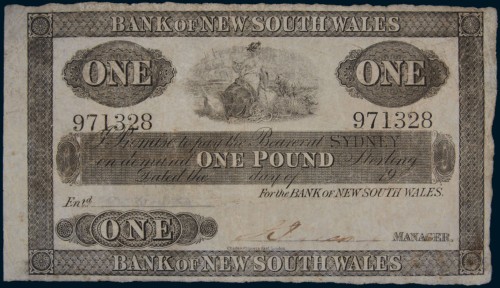 BANK OF NEW SOUTH WALES
ONE ONE
971328 971328
I Promise to pay the Bearer at SYDNEY
on demand ONE POUND Sterling
Dated the day of 19
For the BANK OF NEW SOUTH WALES.
Entd.
ONE
MANAGER.
BANK OF NEW SOUTH WALES